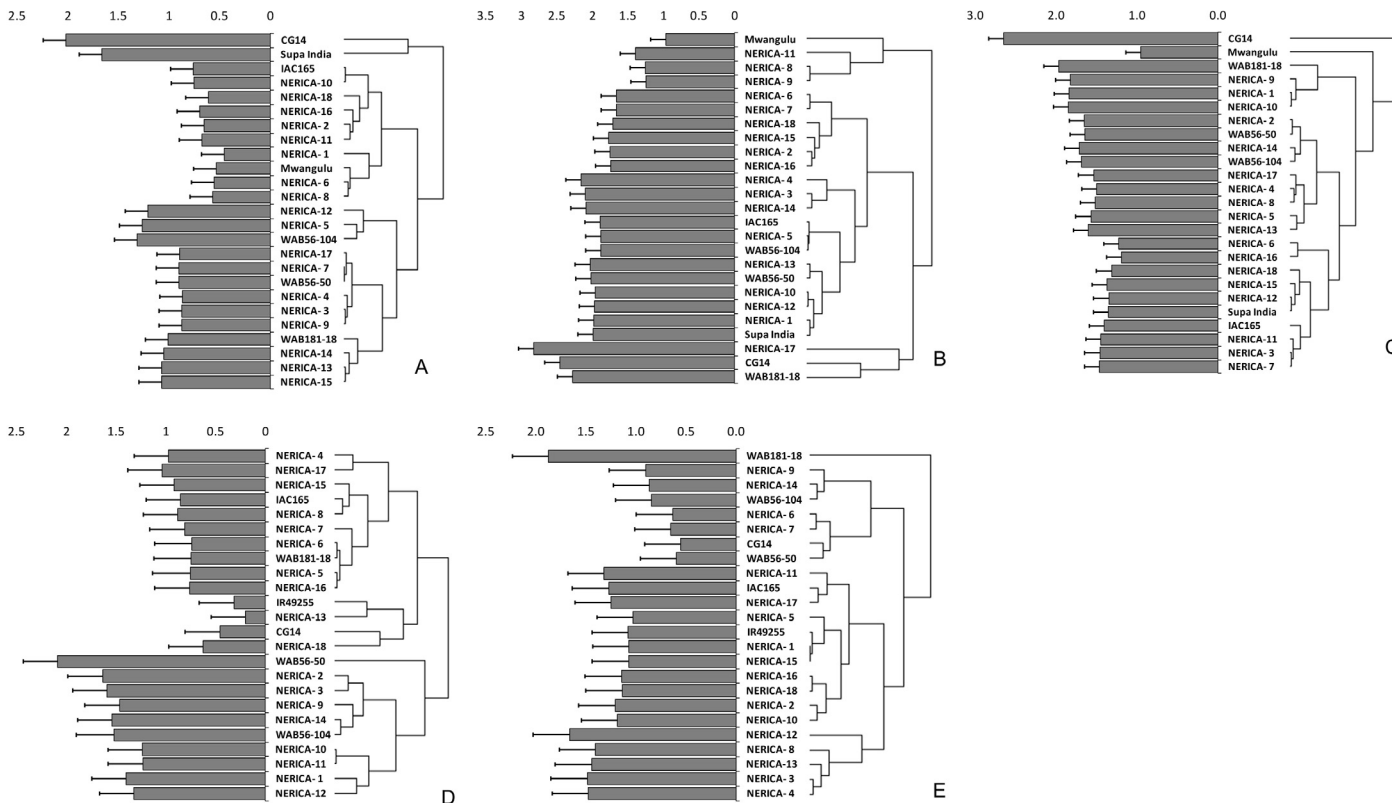 2.5 2 1.5 1 0.5 0
CG14
Supa India
IAC165
NERICA-10
NERICA-18
NERICA-16
NERICA- 2
NERICA-11
NERICA- 1
Mwangulu
NERICA- 6
NERICA- 8
NERICA-12
NERICA- 5
WAB56-104
NERICA-17
NERICA- 7
WAB56-50
NERICA- 4
NERICA- 3
NERICA- 9
WAB181-18
NERICA-14
NERICA-13
NERICA-15
A
3.5 3 2.5 2 1.5 1 0.5 0
Mwangulu
NERICA-11
NERICA- 8
NERICA- 9
NERICA- 6
NERICA- 7
NERICA-18
NERICA-15
NERICA- 2
NERICA-16
NERICA- 4
NERICA- 3
NERICA-14
IAC165
NERICA- 5
WAB56-104
NERICA-13
WAB56-50
NERICA-10
NERICA-12
NERICA- 1
Supa India
NERICA-17
CG14
WAB181-18
B
3.0 2.0 1.0 0.0
CG14
Mwangulu
WAB181-18
NERICA- 9
NERICA- 1
NERICA-10
NERICA- 2
WAB56-50
NERICA-14
WAB56-104
NERICA-17
NERICA- 4
NERICA- 8
NERICA- 5
NERICA-13
NERICA- 6
NERICA-16
NERICA-18
NERICA-15
NERICA-12
Supa India
IAC165
NERICA-11
NERICA- 3
NERICA- 7
C
2.5 2 1.5 1 0.5 0
NERICA- 4
NERICA-17
NERICA-15
IAC165
NERICA- 8
NERICA- 7
NERICA- 6
WAB181-18
NERICA- 5
NERICA-16
IR49255
NERICA-13
CG14
NERICA-18
WAB56-50
NERICA- 2
NERICA- 3
NERICA- 9
NERICA-14
WAB56-104
NERICA-10
NERICA-11
NERICA- 1
NERICA-12
D
2.5 2.0 1.5 1.0 0.5 0.0
WAB181-18
NERICA- 9
NERICA-14
WAB56-104
NERICA- 6
NERICA- 7
CG14
WAB56-50
NERICA-11
IAC165
NERICA-17
NERICA- 5
IR49255
NERICA- 1
NERICA-15
NERICA-16
NERICA-18
NERICA- 2
NERICA-10
NERICA-12
NERICA- 8
NERICA-13
NERICA- 3
NERICA- 4
E